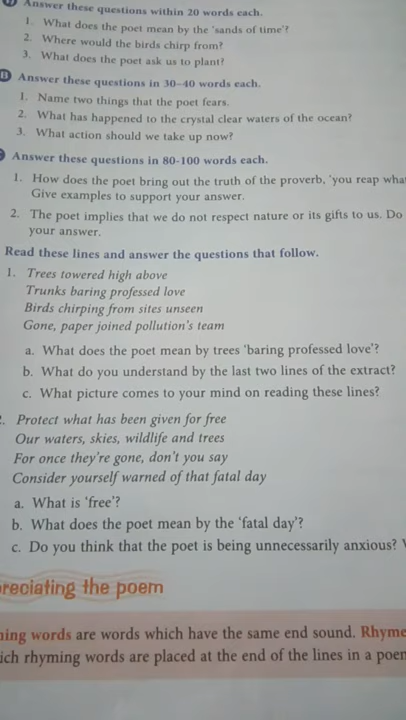 Answer these questions within 20 words each.
1. What does the poet mean by the 'sands of time'?
2. Where would the birds chirp from?
3. What does the poet ask us to plant?
B Answer these questions in 30–40 words each.
1. Name two things that the poet fears.
2. What has happened to the crystal clear waters of the ocean?
3. What action should we take up now?
Answer these questions in 80-100 words each.
1. How does the poet bring out the truth of the proverb, 'you reap
Give examples to support your answer.
2. The poet implies that we do not respect nature or its gifts to us. Do
your answer.
Read these lines and answer the questions that follow.
1. Trees towered high above
Trunks baring professed love
Birds chirping from sites unseen
Gone, paper joined pollution's team
a. What does the poet mean by trees 'baring professed love'?
b. What do you understand by the last two lines of the extract?
c. What picture comes to your mind on reading these lines?
Protect what has been given for free
Our waters, skies, wildlife and trees
For once they're gone, don't you say
Consider yourself warned of that fatal day
a. What is 'free'?
b. What does the poet mean by the 'fatal day'?
c. Do you think that the poet is being unnecessarily anxious?
reciating the poem
ing words are words which have the same end sound. Rhyme
ich rhyming words are placed at the end of the lines in a poem